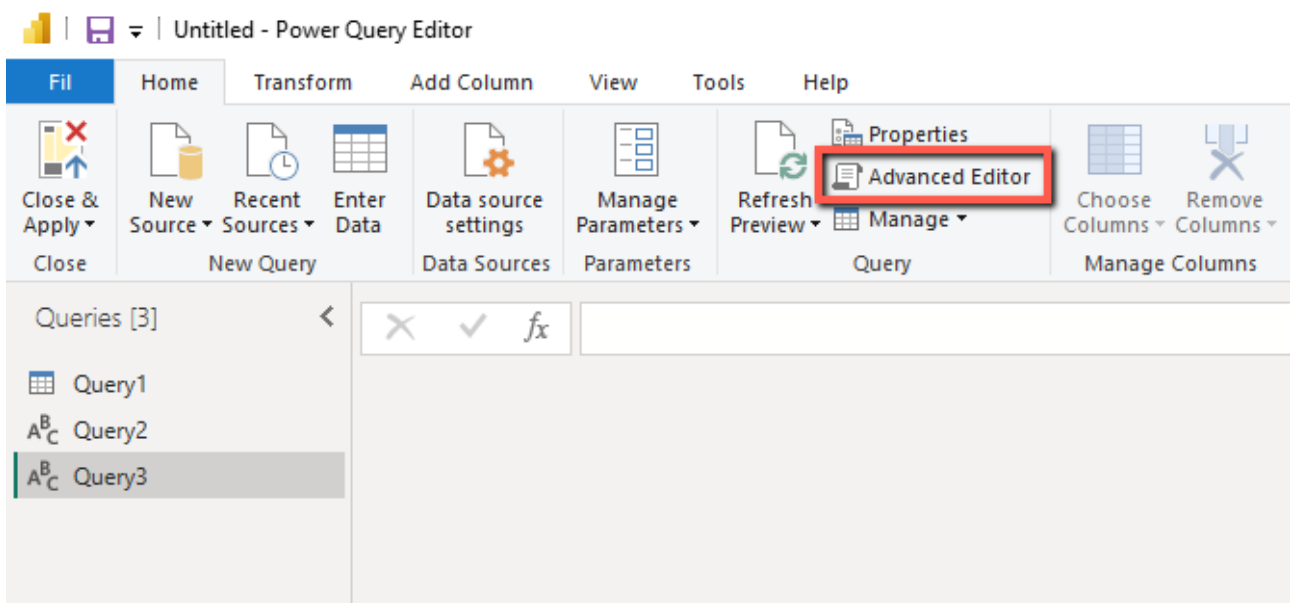 Untitled - Power Query Editor
Fil Home Transform Add Column View Tools Help
Properties
Advanced Editor
Manage
Close & Apply
New Source
Recent Sources
Enter Data
Data source settings
Manage Parameters
Refresh Preview
Choose Columns
Remove Columns
Close New Query Data Sources Parameters Query Manage Columns
Queries [3]
fx
Query1
ABC Query2
ABC Query3